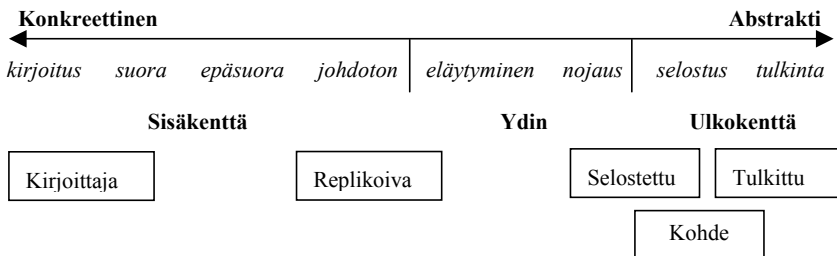 Konkreettinen Abstrakti
kirjoitus suora epäsuora johdoton eläytyminen nojaus selostus tulkinta
Sisäkenttä Ydin Ulkokenttä
Kirjoittaja Replikoiva Selostettu Tulkittu
Kohde